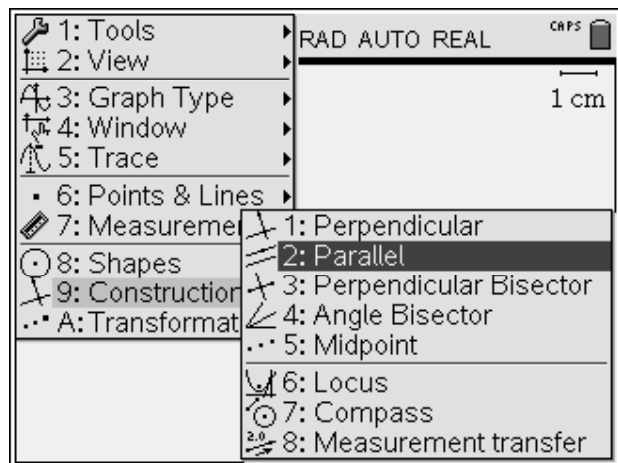 1: Tools
RAD AUTO REAL
CAPS
2: View
1 cm
3: Graph Type
4: Window
5: Trace
6: Points & Lines
7: Measureme
8: Shapes
9: Construction
A: Transformat
1: Perpendicular
2: Parallel
3: Perpendicular Bisector
4: Angle Bisector
5: Midpoint
6: Locus
7: Compass
2.0
8: Measurement transfer